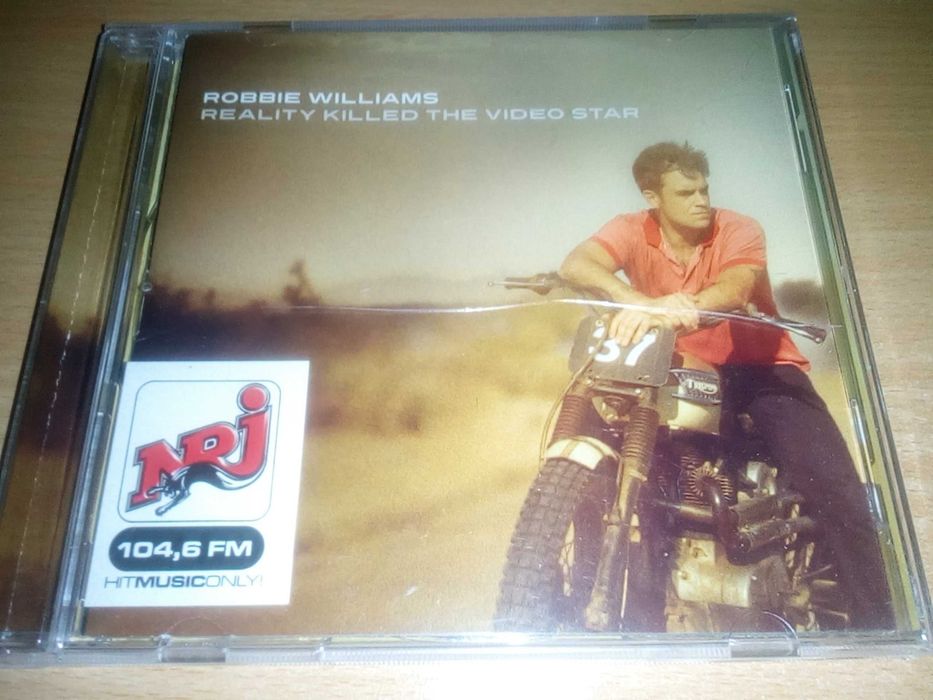 ROBBIE WILLIAMS
REALITY KILLED THE VIDEO STAR
37
NRJ
104,6 FM
HITMUSICONLY!